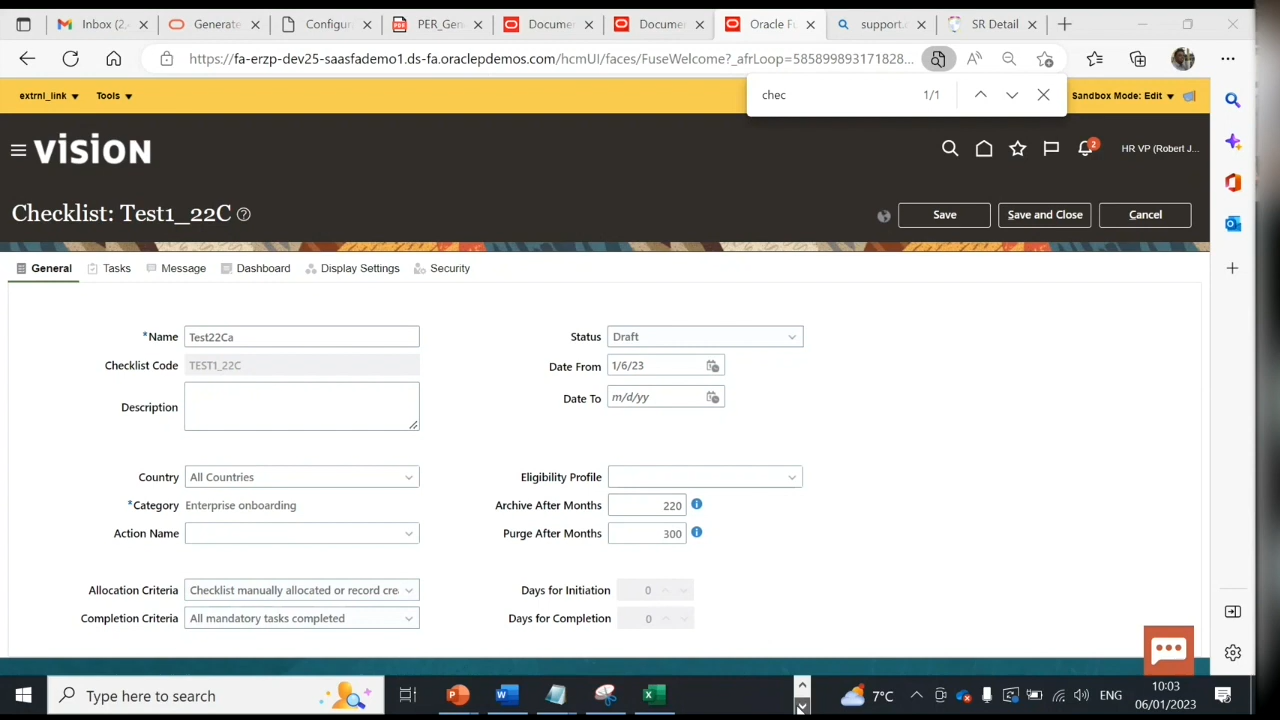 Inbox (2,
Generate
Configur
PER_Gen
Docume
Docume
Oracle Fu
support.
SR Detail
https://fa-erzp-dev25-saasfademo1.ds-fa.oraclepdemos.com/hcmUI/faces/FuseWelcome?_afrLoop=585899893171828...
chec
1/1
extrnl_link
Tools
Sandbox Mode: Edit
VISION
2
HR VP (Robert J...
Checklist: Test1_22C
Save
Save and Close
Cancel
General
Tasks
Message
Dashboard
Display Settings
Security
*Name
Test22Ca
Status
Draft
Checklist Code
TEST1_22C
Date From
1/6/23
Description
Date To
m/d/yy
Country
All Countries
Eligibility Profile
*Category
Enterprise onboarding
Archive After Months
220
Action Name
Purge After Months
300
Allocation Criteria
Checklist manually allocated or record cre
Days for Initiation
0
Completion Criteria
All mandatory tasks completed
Days for Completion
0
Type here to search
7°C
ENG
10:03
06/01/2023